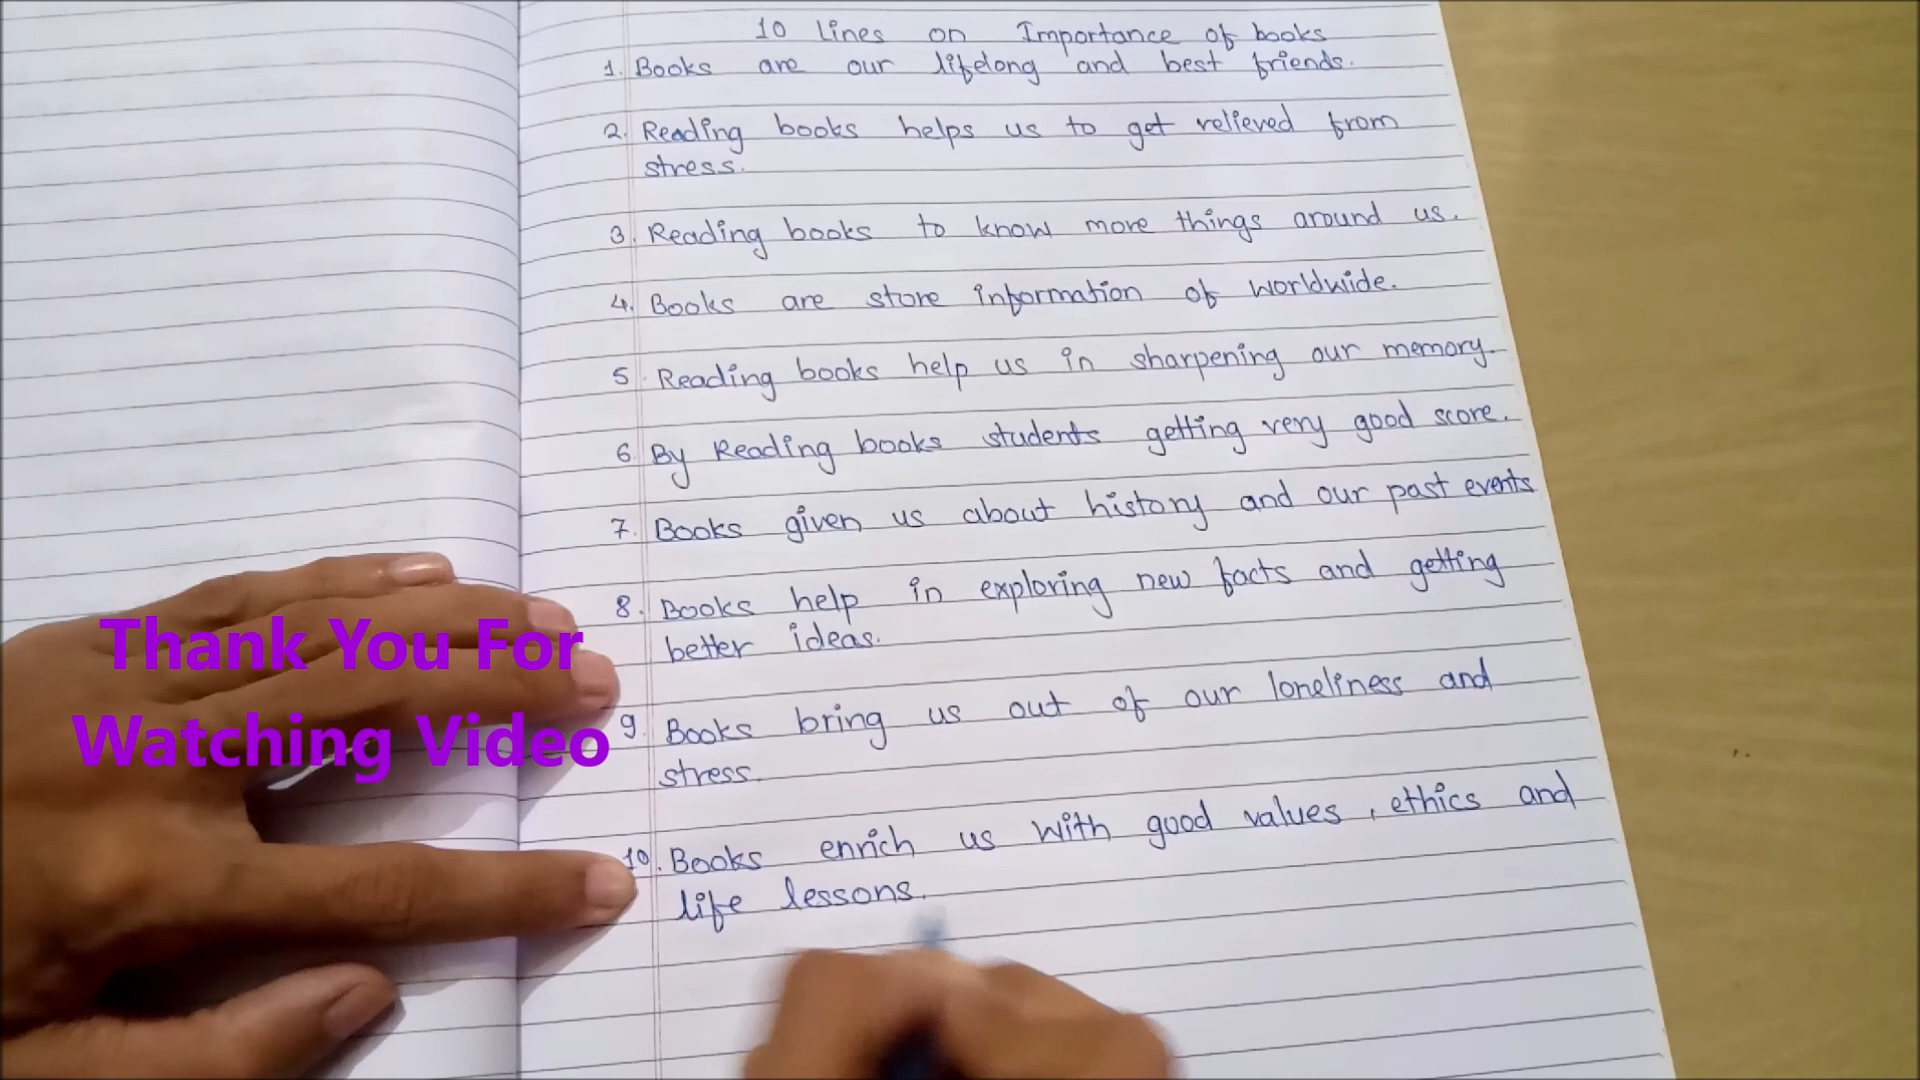 10 lines on Importance of books
1. Books are our lifelong and best friends.
2. Reading books helps us to get relieved from
stress.
3. Reading books to know more things around us.
4. Books are store information of worldwide.
5. Reading books help us in sharpening our memory.
6. By Reading books students getting very good score.
7. Books given us about history and our past events
8. Books help in exploring new facts and getting
better ideas.
9. Books bring us out of our loneliness and
stress.
10. Books enrich us with good values, ethics and
life lessons.
Thank You For
Watching Video